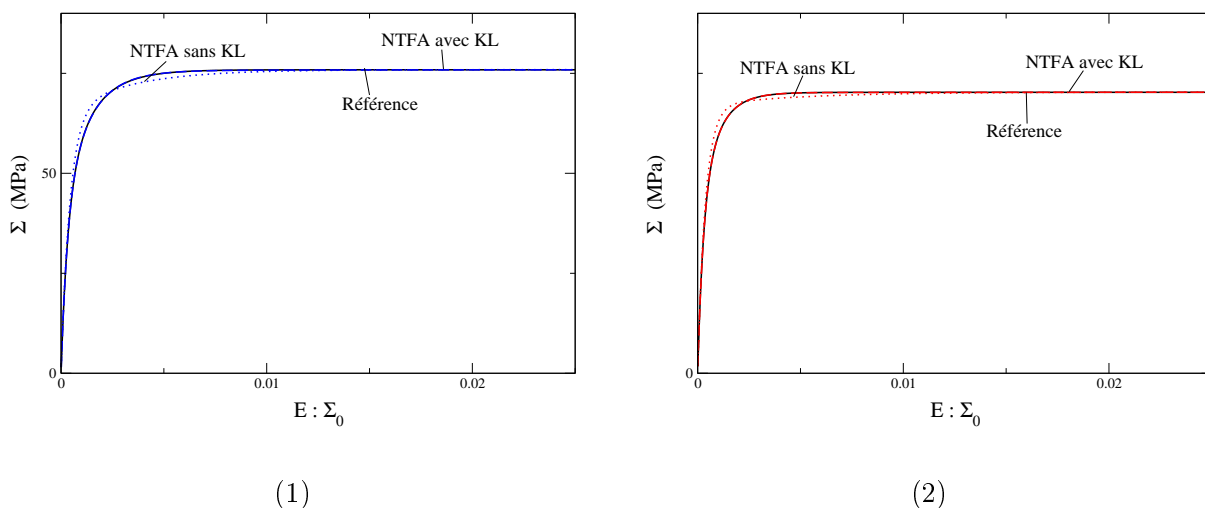 NTFA avec KL
NTFA sans KL
Référence
50
0
Σ (MPa)
0
0.01
0.02
E : Σ0
(1)
NTFA avec KL
NTFA sans KL
Référence
50
0
Σ (MPa)
0
0.01
0.02
E : Σ0
(2)